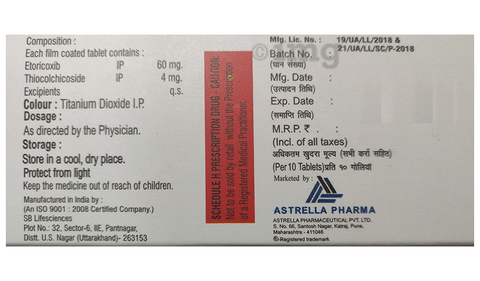 Composition :
Each film coated tablet contains :
Etoricoxib IP 60 mg.
Thiocolchicoside IP 4 mg.
Excipients q.s.
Colour : Titanium Dioxide I.P.
Dosage :
As directed by the Physician.
Storage :
Store in a cool, dry place.
Protect from light
Keep the medicine out of reach of children.
Manufactured in India by :
(An ISO 9001 : 2008 Certified Company.)
SB Lifesciences
Plot No.: 32, Sector-6, IIE, Pantnagar,
Distt. U.S. Nagar (Uttarakhand)- 263153
SCHEDULE H PRESCRIPTION DRUG - CAUTION
Not to be sold by retail without the Prescription
of a Registered Medical Practitioner.
Mfg. Lic. No. : 19/UA/LL/2018 &
21/UA/LL/SC/P-2018
Batch No.
(घान संख्या)
Mfg. Date :
(उत्पादन तिथि)
Exp. Date :
(समाप्ति तिथि)
M.R.P. ₹ :
(Incl. of all taxes)
अधिकतम खुदरा मूल्य (सभी करों सहित)
(Per 10 Tablets)प्रति १० गोलियां
Marketed by :
ASTRELLA PHARMA
ASTRELLA PHARMACEUTICAL PVT. LTD.
S. No. 66, Santosh Nagar, Katraj, Pune,
Maharashtra - 411046
®-Registered trademark
1mg